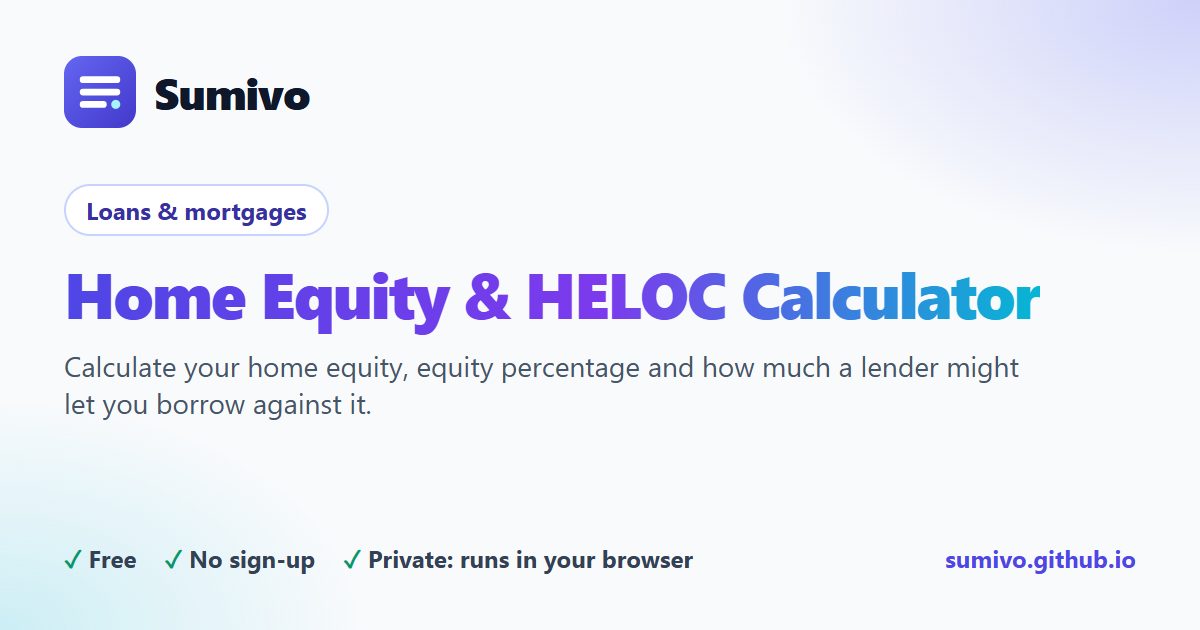 Sumivo
Loans & mortgages
Home Equity & HELOC Calculator
Calculate your home equity, equity percentage and how much a lender might
let you borrow against it.
✓ Free ✓ No sign-up ✓ Private: runs in your browser
sumivo.github.io